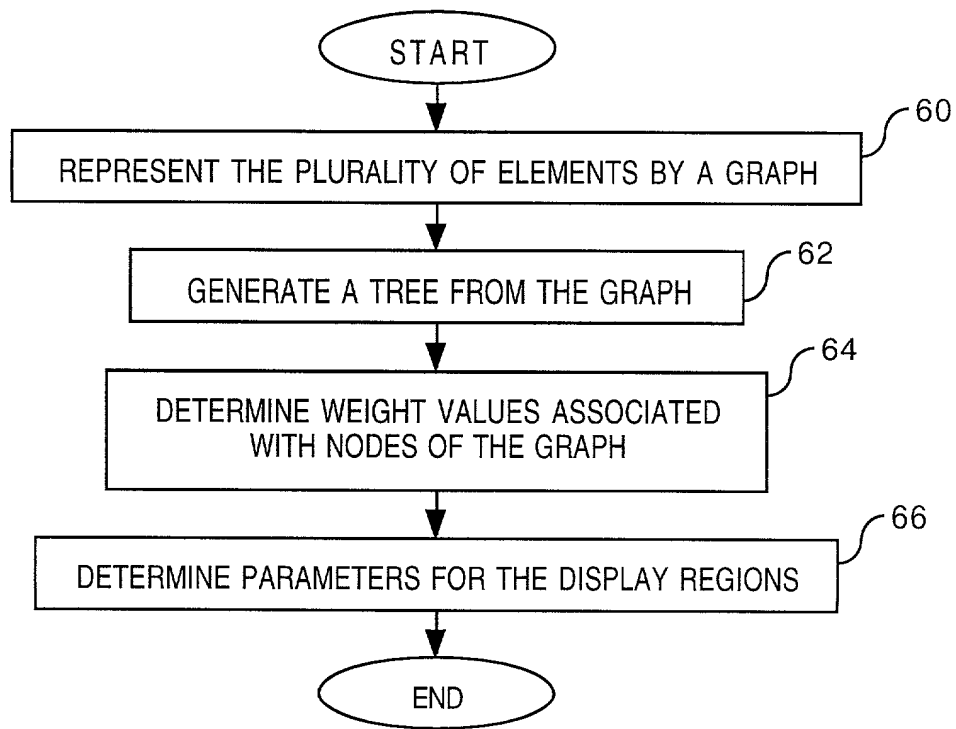 START
60
REPRESENT THE PLURALITY OF ELEMENTS BY A GRAPH
62
GENERATE A TREE FROM THE GRAPH
64
DETERMINE WEIGHT VALUES ASSOCIATED
WITH NODES OF THE GRAPH
66
DETERMINE PARAMETERS FOR THE DISPLAY REGIONS
END